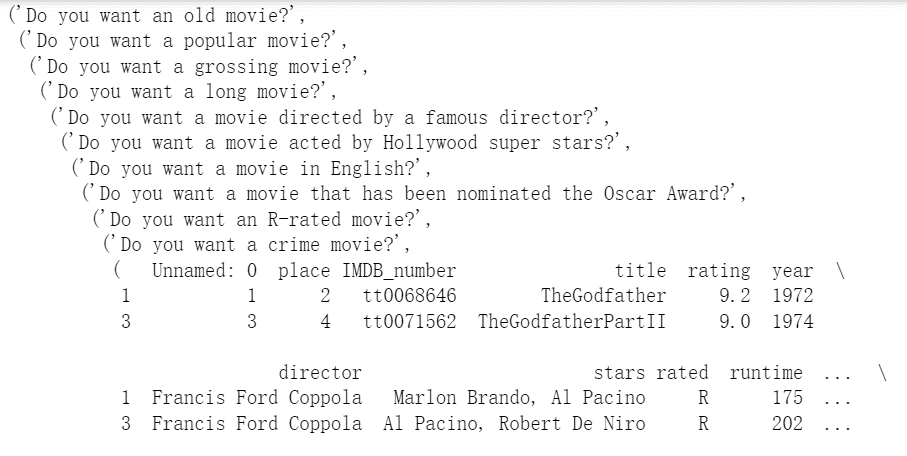 ('Do you want an old movie?',
('Do you want a popular movie?',
('Do you want a grossing movie?',
('Do you want a long movie?',
('Do you want a movie directed by a famous director?',
('Do you want a movie acted by Hollywood super stars?',
('Do you want a movie in English?',
('Do you want a movie that has been nominated the Oscar Award?',
('Do you want an R-rated movie?',
('Do you want a crime movie?',
( Unnamed: 0 place IMDB_number title rating year \
1 1 2 tt0068646 TheGodfather 9.2 1972
3 3 4 tt0071562 TheGodfatherPartII 9.0 1974
director stars rated runtime ... \
1 Francis Ford Coppola Marlon Brando, Al Pacino R 175 ...
3 Francis Ford Coppola Al Pacino, Robert De Niro R 202 ...